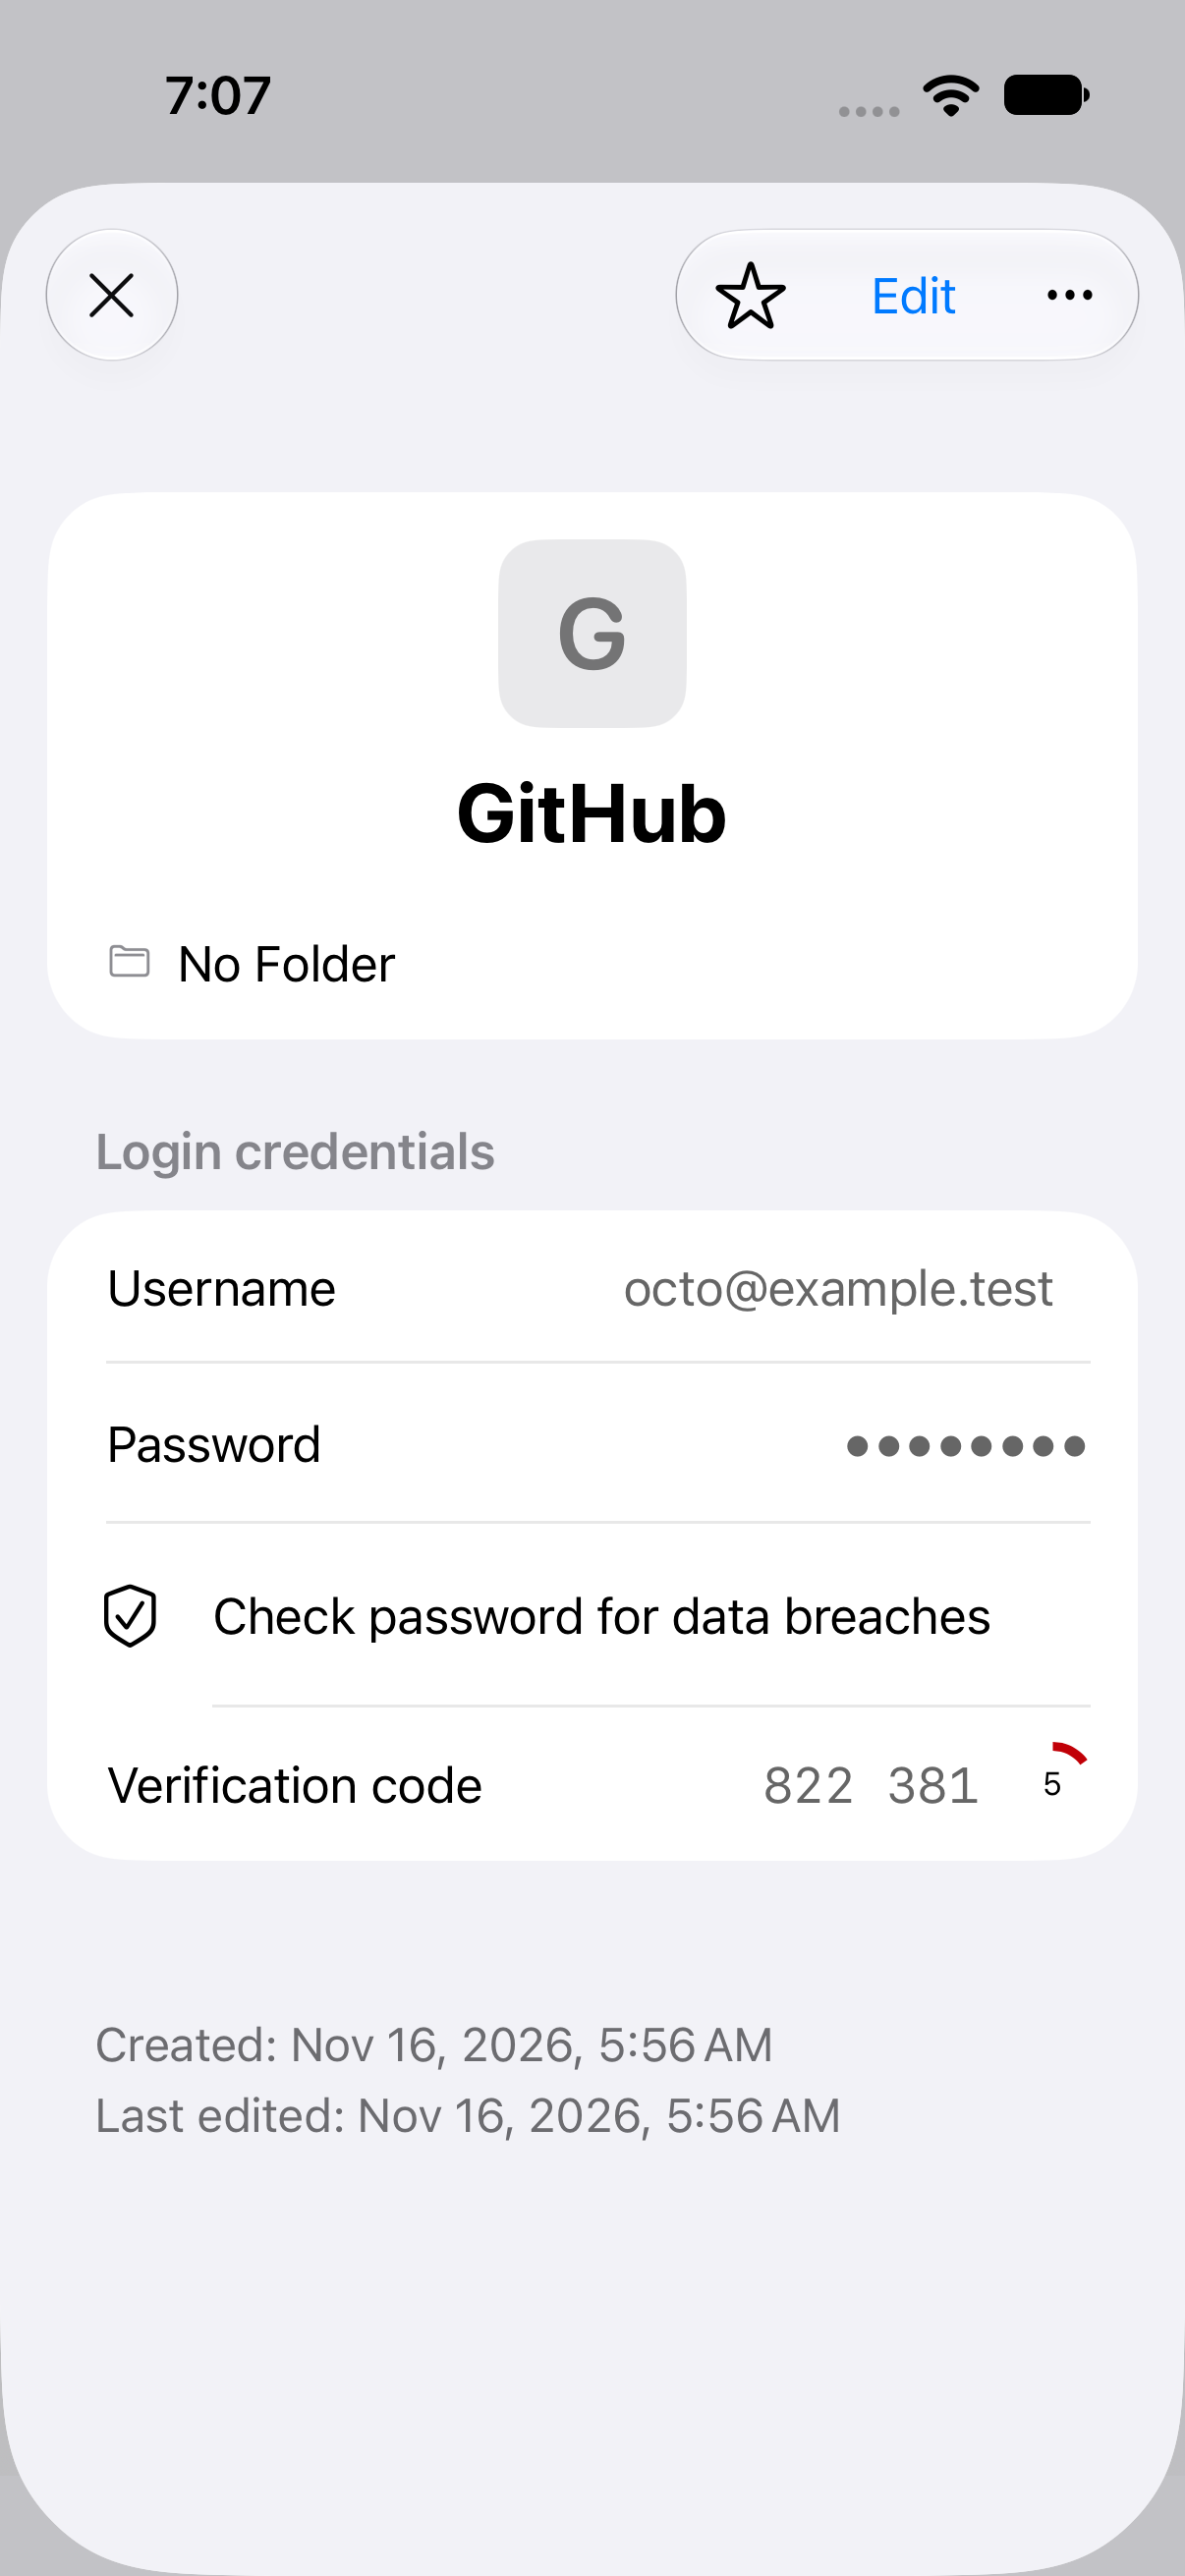 7:07
Edit
G
GitHub
No Folder
Login credentials
Username octo@example.test
Password ••••••••
Check password for data breaches
Verification code 822 381 5
Created: Nov 16, 2026, 5:56 AM
Last edited: Nov 16, 2026, 5:56 AM